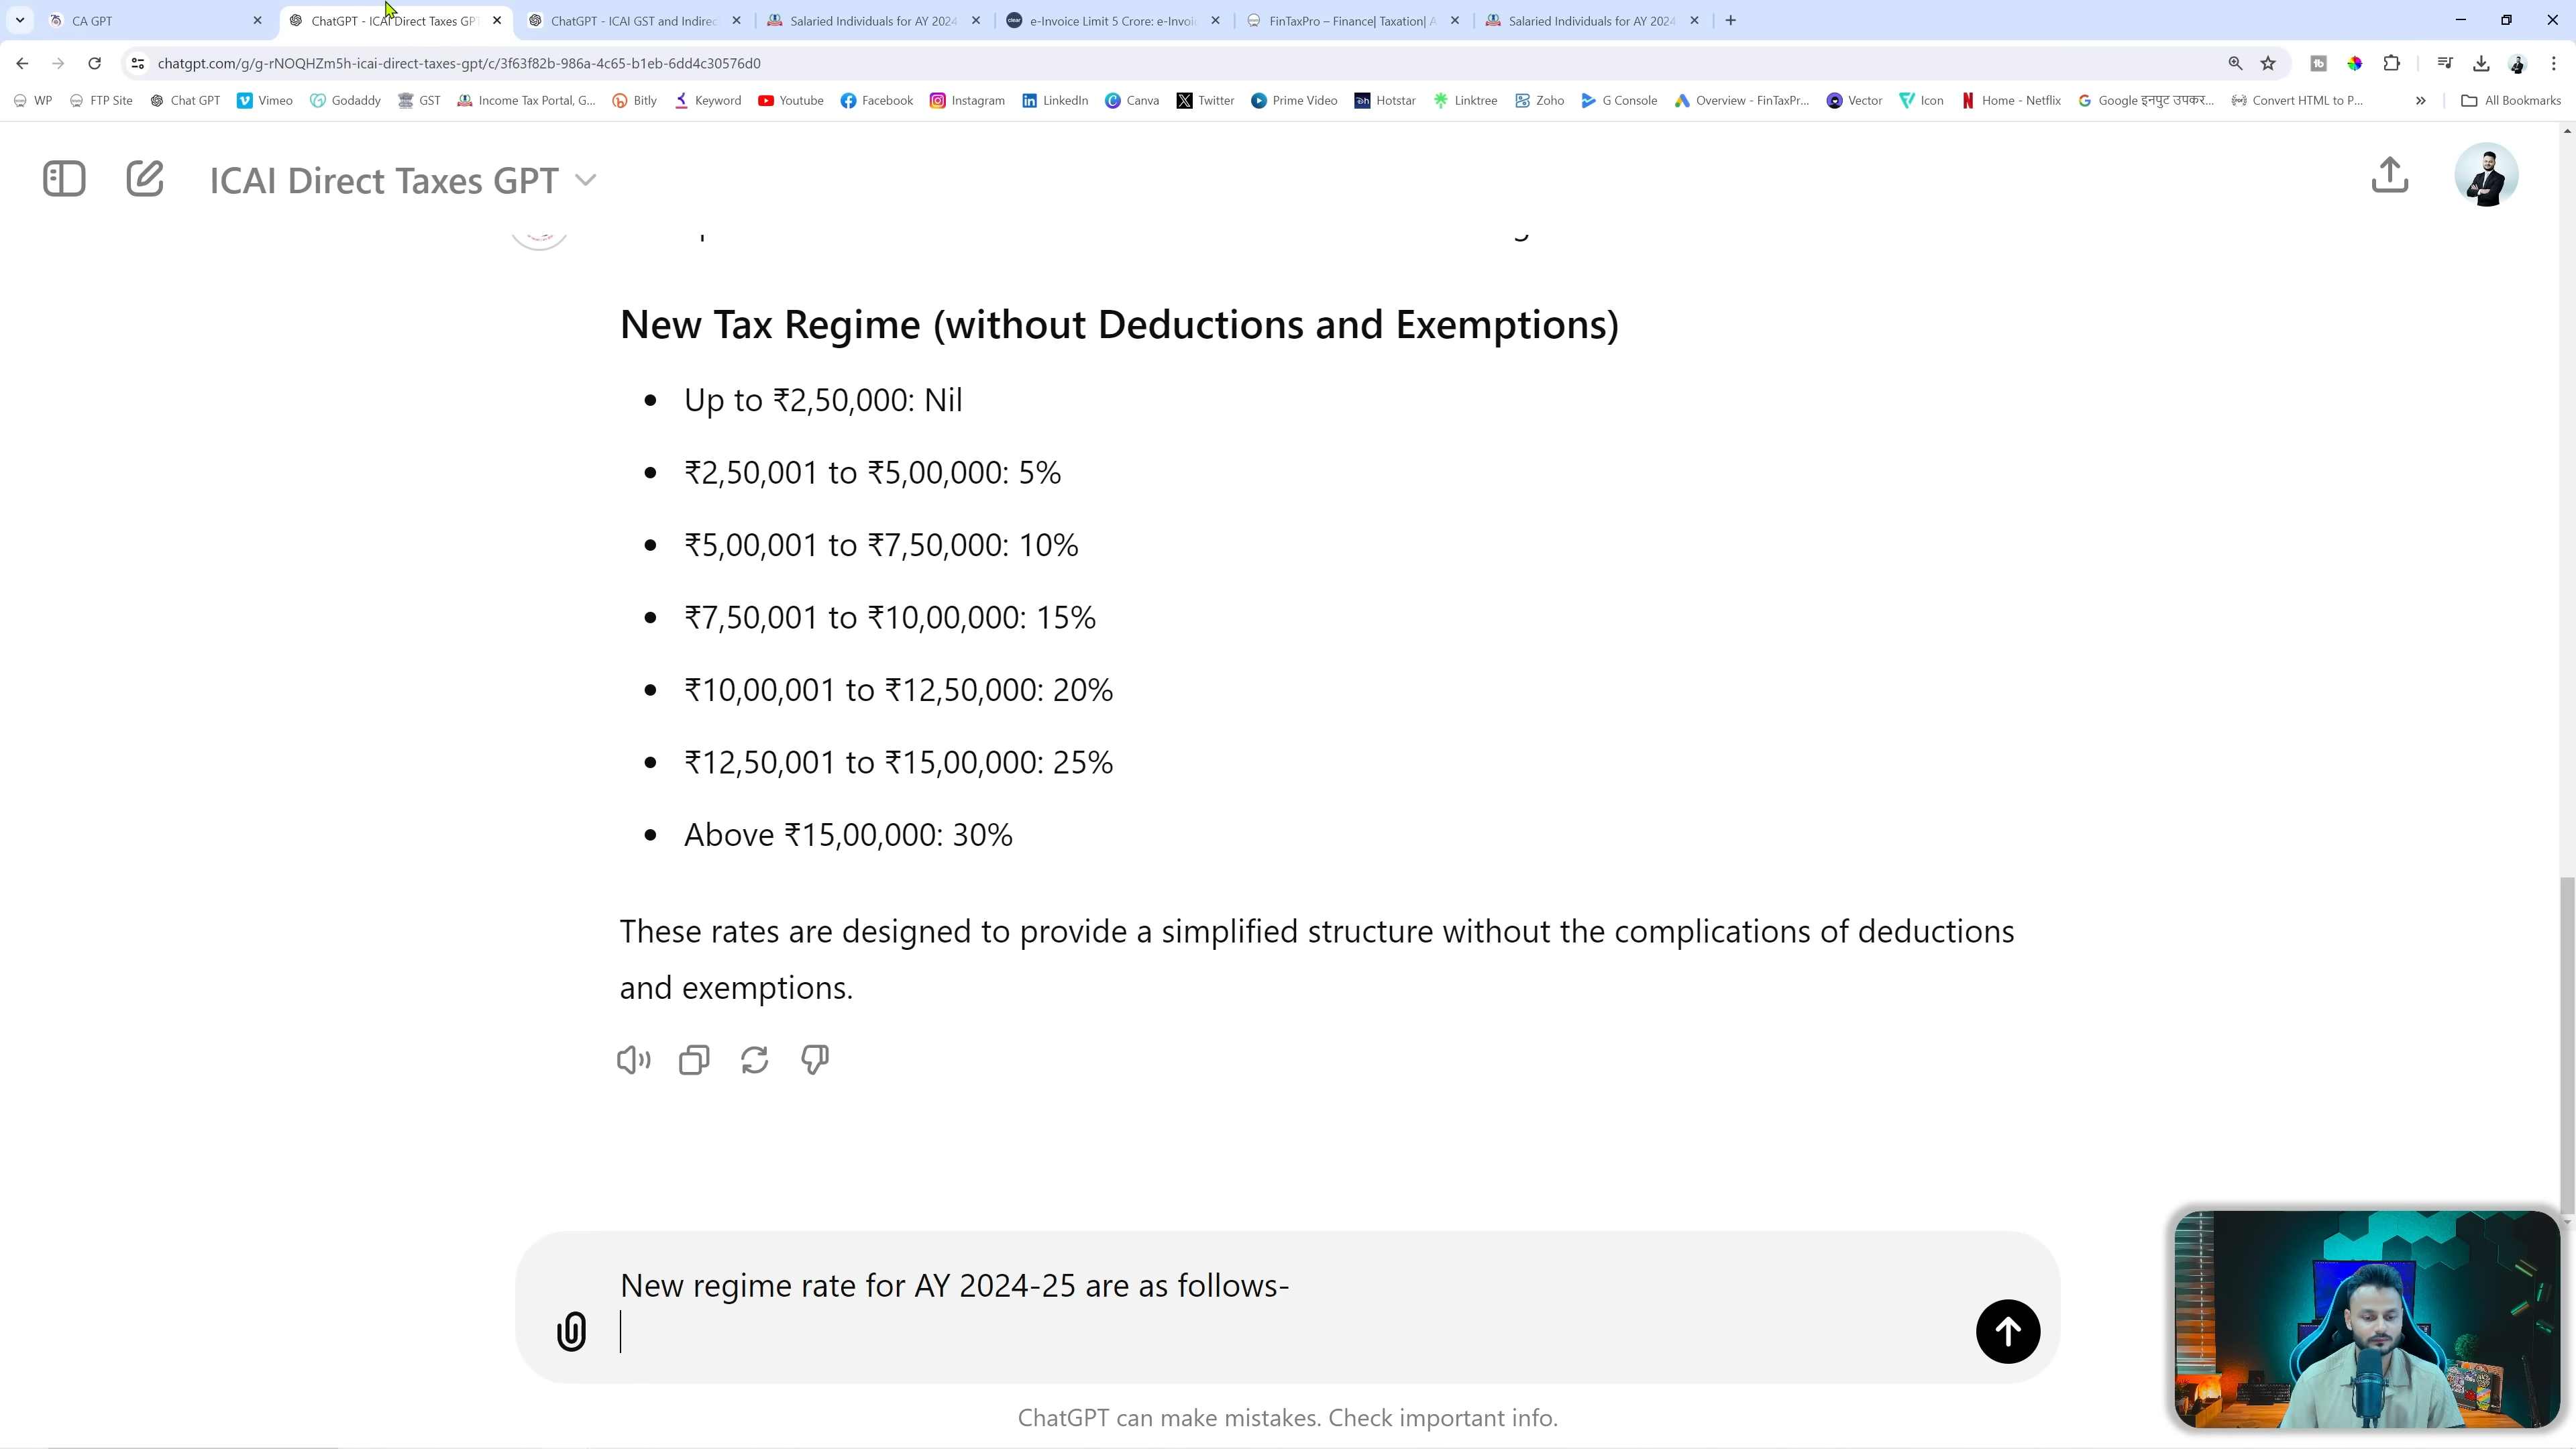 CA GPT
ChatGPT - ICAI Direct Taxes GPT
ChatGPT - ICAI GST and Indirec
Salaried Individuals for AY 2024
e-Invoice Limit 5 Crore: e-Invoic
FinTaxPro – Finance| Taxation| A
Salaried Individuals for AY 2024
chatgpt.com/g/g-rNOQHZm5h-icai-direct-taxes-gpt/c/3f63f82b-986a-4c65-b1eb-6dd4c30576d0
WP FTP Site Chat GPT Vimeo Godaddy GST Income Tax Portal, G... Bitly Keyword Youtube Facebook Instagram LinkedIn Canva Twitter Prime Video Hotstar Linktree Zoho G Console Overview - FinTaxPr... Vector Icon Home - Netflix Google इनपुट उपकर... Convert HTML to P... » All Bookmarks
ICAI Direct Taxes GPT
New Tax Regime (without Deductions and Exemptions)
• Up to ₹2,50,000: Nil
• ₹2,50,001 to ₹5,00,000: 5%
• ₹5,00,001 to ₹7,50,000: 10%
• ₹7,50,001 to ₹10,00,000: 15%
• ₹10,00,001 to ₹12,50,000: 20%
• ₹12,50,001 to ₹15,00,000: 25%
• Above ₹15,00,000: 30%
These rates are designed to provide a simplified structure without the complications of deductions
and exemptions.
New regime rate for AY 2024-25 are as follows-
ChatGPT can make mistakes. Check important info.